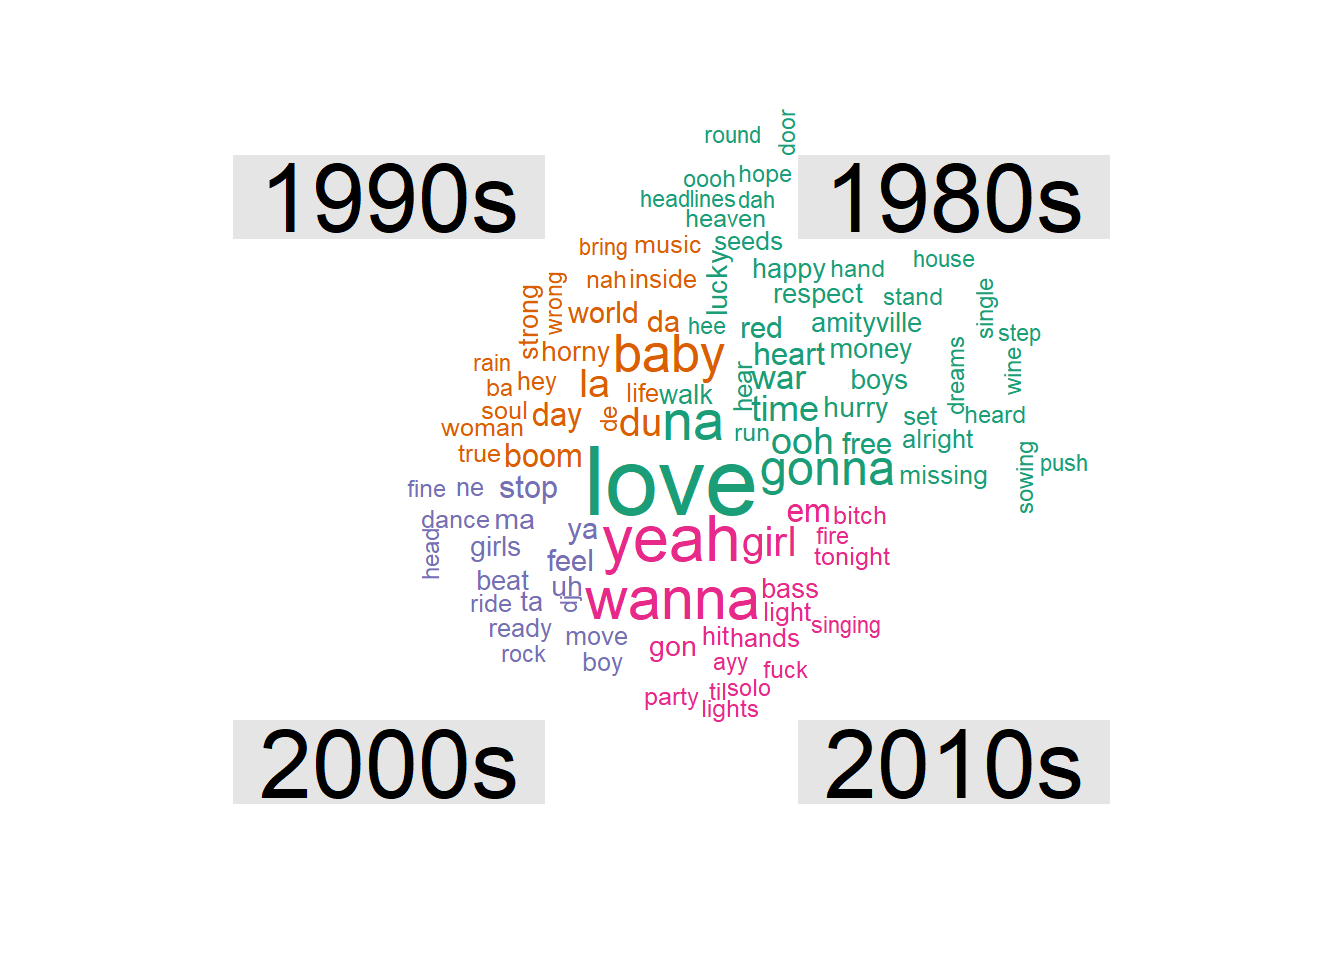 round
door
1990s
1980s
oooh
hope
headlines
dah
heaven
bring
music
seeds
house
happy
hand
lucky
nah
inside
respect
stand
single
strong
wrong
world
da
hee
red
amityville
step
horny
baby
heart
money
dreams
wine
rain
ba
hey
la
life
walk
hear
war
boys
soul
day
de
du
na
time
hurry
set
heard
woman
run
ooh
free
alright
true
boom
love
gonna
missing
sowing
push
fine
ne
stop
em
bitch
dance
ma
ya
yeah
girl
fire
head
girls
feel
tonight
beat
uh
wanna
bass
ride
ta
dj
light
singing
ready
move
gon
hit
hands
rock
boy
ayy
fuck
party
til
solo
lights
2000s
2010s